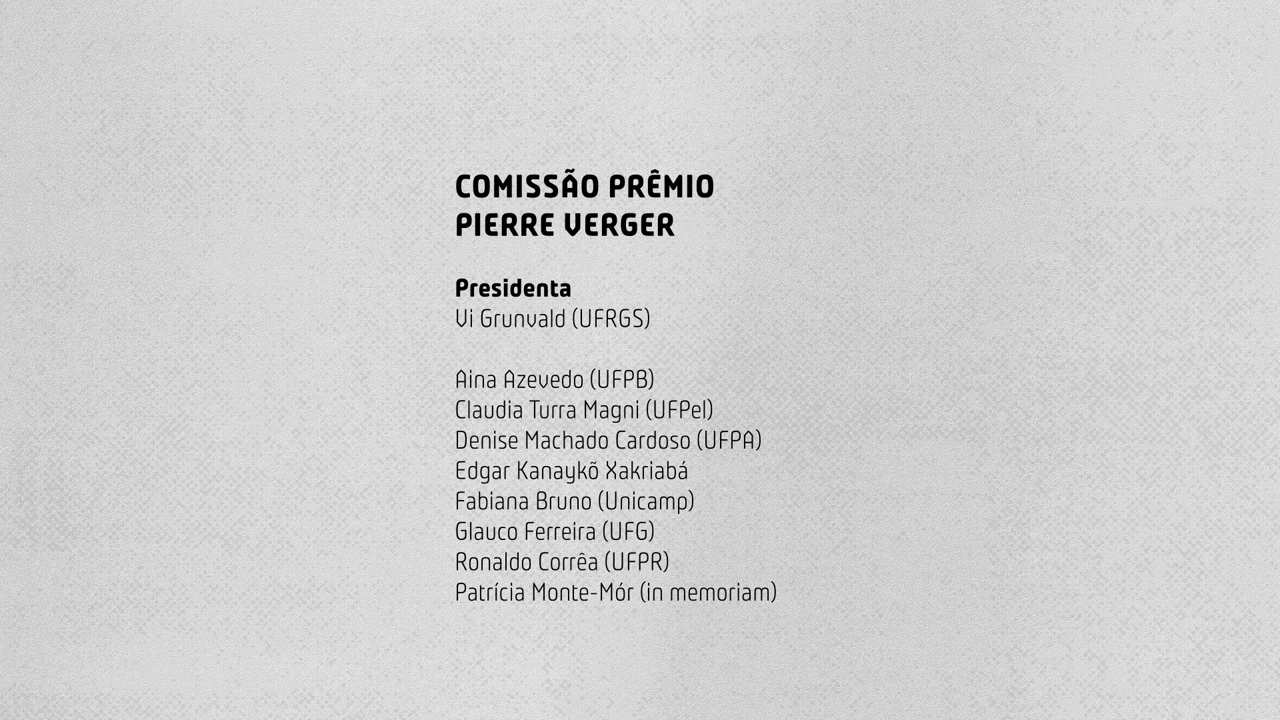 COMISSÃO PRÊMIO
PIERRE VERGER
Presidenta
Vi Grunvald (UFRGS)
Aina Azevedo (UFPB)
Claudia Turra Magni (UFPel)
Denise Machado Cardoso (UFPA)
Edgar Kanaykõ Xakriabá
Fabiana Bruno (Unicamp)
Glauco Ferreira (UFG)
Ronaldo Corrêa (UFPR)
Patrícia Monte-Mór (in memoriam)